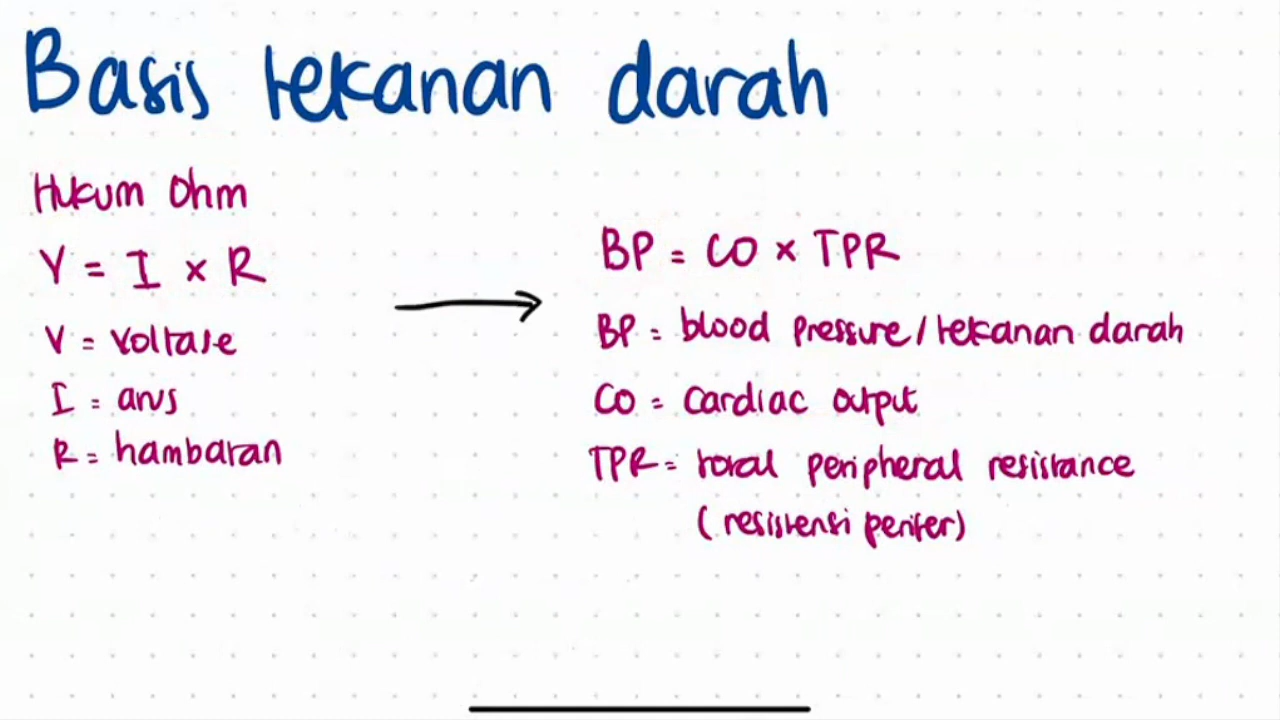 Basis tekanan darah
Hukum Ohm
V = I × R
V = voltase
I = arus
R = hambatan
BP = CO × TPR
BP = blood pressure / tekanan darah
CO = cardiac output
TPR = total peripheral resistance
(resistensi perifer)